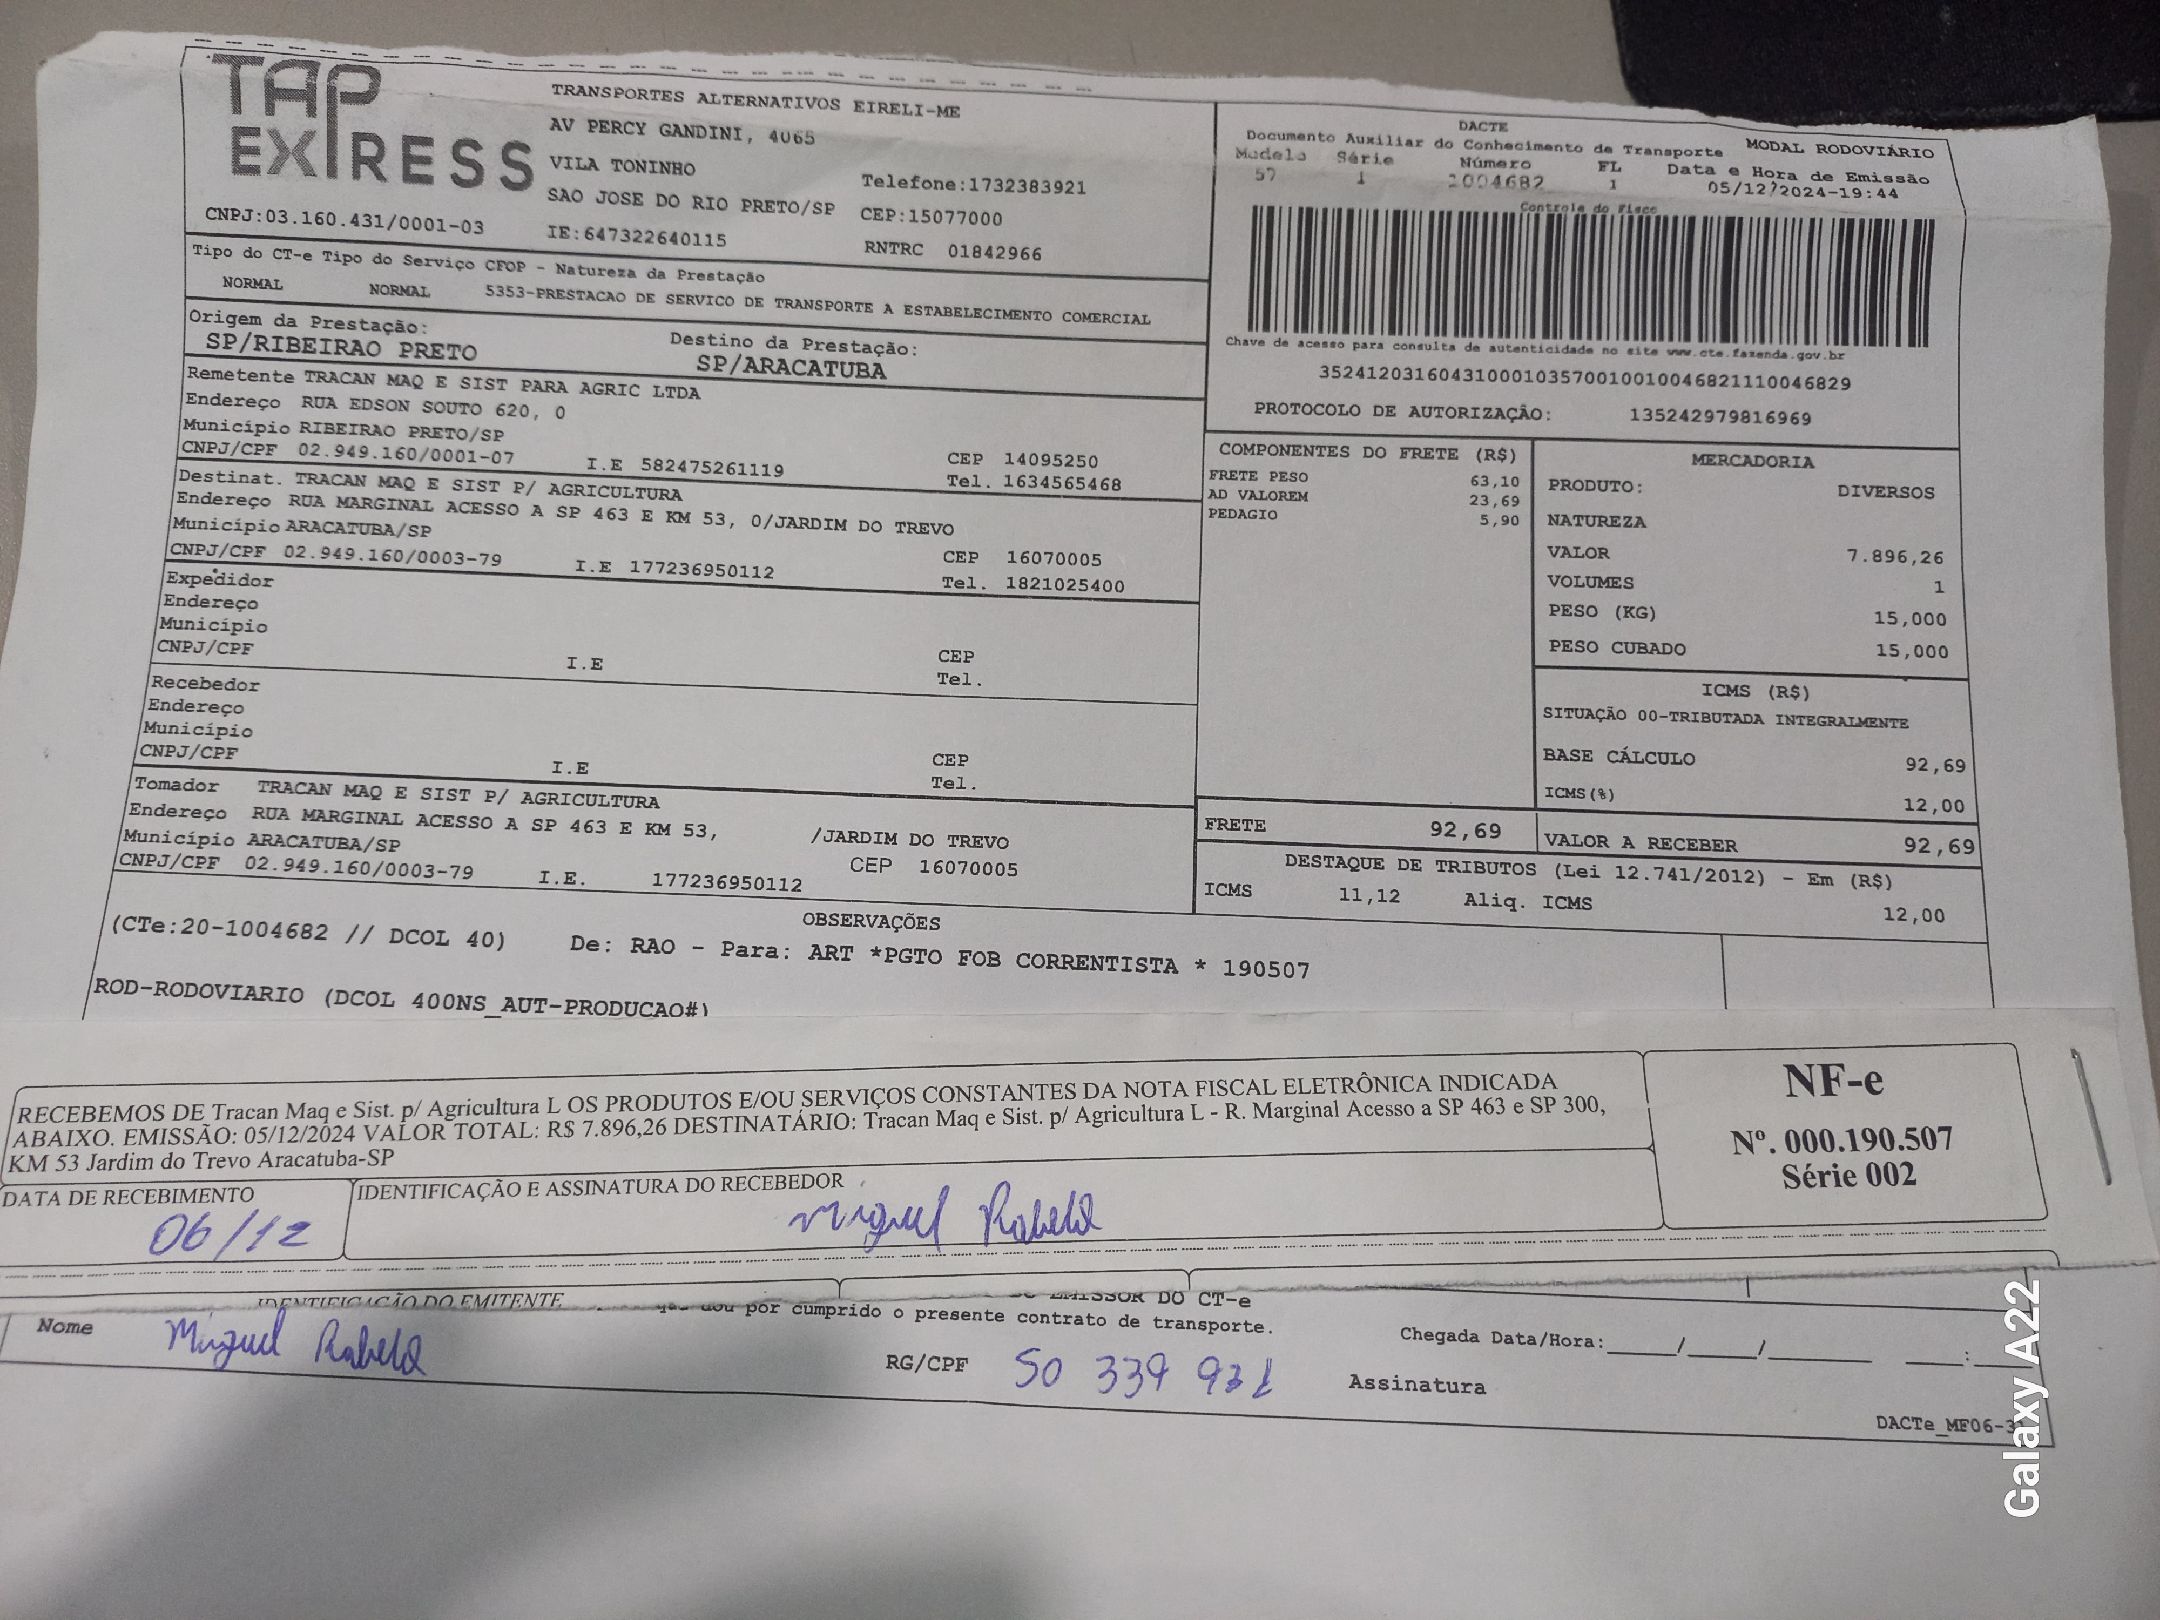 TAP EXPRESS
TRANSPORTES ALTERNATIVOS EIRELI-ME
AV PERCY GANDINI, 4065
VILA TONINHO
Telefone:1732383921
SAO JOSE DO RIO PRETO/SP CEP:15077000
CNPJ:03.160.431/0001-03 IE:647322640115 RNTRC 01842966
DACTE
Documento Auxiliar do Conhecimento de Transporte MODAL RODOVIÁRIO
Modelo Série Número FL Data e Hora de Emissão
57 1 1004682 1 05/12/2024-19:44
Controle do Fisco
Chave de acesso para consulta de autenticidade no site www.cte.fazenda.gov.br
35241203160431000103570010010046821110046829
PROTOCOLO DE AUTORIZAÇÃO: 135242979816969
Tipo do CT-e Tipo do Serviço CFOP - Natureza da Prestação
NORMAL NORMAL 5353-PRESTACAO DE SERVICO DE TRANSPORTE A ESTABELECIMENTO COMERCIAL
Origem da Prestação: Destino da Prestação:
SP/RIBEIRAO PRETO SP/ARACATUBA
Remetente TRACAN MAQ E SIST PARA AGRIC LTDA
Endereço RUA EDSON SOUTO 620, 0
Município RIBEIRAO PRETO/SP CEP 14095250
CNPJ/CPF 02.949.160/0001-07 I.E 582475261119 Tel. 1634565468
Destinat. TRACAN MAQ E SIST P/ AGRICULTURA
Endereço RUA MARGINAL ACESSO A SP 463 E KM 53, 0/JARDIM DO TREVO
Município ARACATUBA/SP CEP 16070005
CNPJ/CPF 02.949.160/0003-79 I.E 177236950112 Tel. 1821025400
Expedidor
Endereço
Município CEP
CNPJ/CPF I.E Tel.
Recebedor
Endereço
Município CEP
CNPJ/CPF I.E Tel.
Tomador TRACAN MAQ E SIST P/ AGRICULTURA
Endereço RUA MARGINAL ACESSO A SP 463 E KM 53, /JARDIM DO TREVO
Município ARACATUBA/SP CEP 16070005
CNPJ/CPF 02.949.160/0003-79 I.E. 177236950112
COMPONENTES DO FRETE (R$)
FRETE PESO 63,10
AD VALOREM 23,69
PEDAGIO 5,90
MERCADORIA
PRODUTO: DIVERSOS
NATUREZA
VALOR 7.896,26
VOLUMES 1
PESO (KG) 15,000
PESO CUBADO 15,000
ICMS (R$)
SITUAÇÃO 00-TRIBUTADA INTEGRALMENTE
BASE CÁLCULO 92,69
ICMS(%) 12,00
FRETE 92,69 VALOR A RECEBER 92,69
DESTAQUE DE TRIBUTOS (Lei 12.741/2012) - Em (R$)
ICMS 11,12 Aliq. ICMS 12,00
OBSERVAÇÕES
(CTe:20-1004682 // DCOL 40) De: RAO - Para: ART *PGTO FOB CORRENTISTA * 190507
ROD-RODOVIARIO (DCOL 400NS_AUT-PRODUCAO#)
RECEBEMOS DE Tracan Maq e Sist. p/ Agricultura L OS PRODUTOS E/OU SERVIÇOS CONSTANTES DA NOTA FISCAL ELETRÔNICA INDICADA
ABAIXO. EMISSÃO: 05/12/2024 VALOR TOTAL: R$ 7.896,26 DESTINATÁRIO: Tracan Maq e Sist. p/ Agricultura L - R. Marginal Acesso a SP 463 e SP 300,
KM 53 Jardim do Trevo Aracatuba-SP
NF-e
Nº. 000.190.507
Série 002
DATA DE RECEBIMENTO IDENTIFICAÇÃO E ASSINATURA DO RECEBEDOR
06/12 Miguel Rabelo
IDENTIFICAÇÃO DO EMITENTE
EMISSOR DO CT-e
dou por cumprido o presente contrato de transporte.
Nome Miguel Rabelo
RG/CPF 50 339 931
Chegada Data/Hora:____/____/______ ____:
Assinatura
DACTe_MF06-3
Galaxy A22